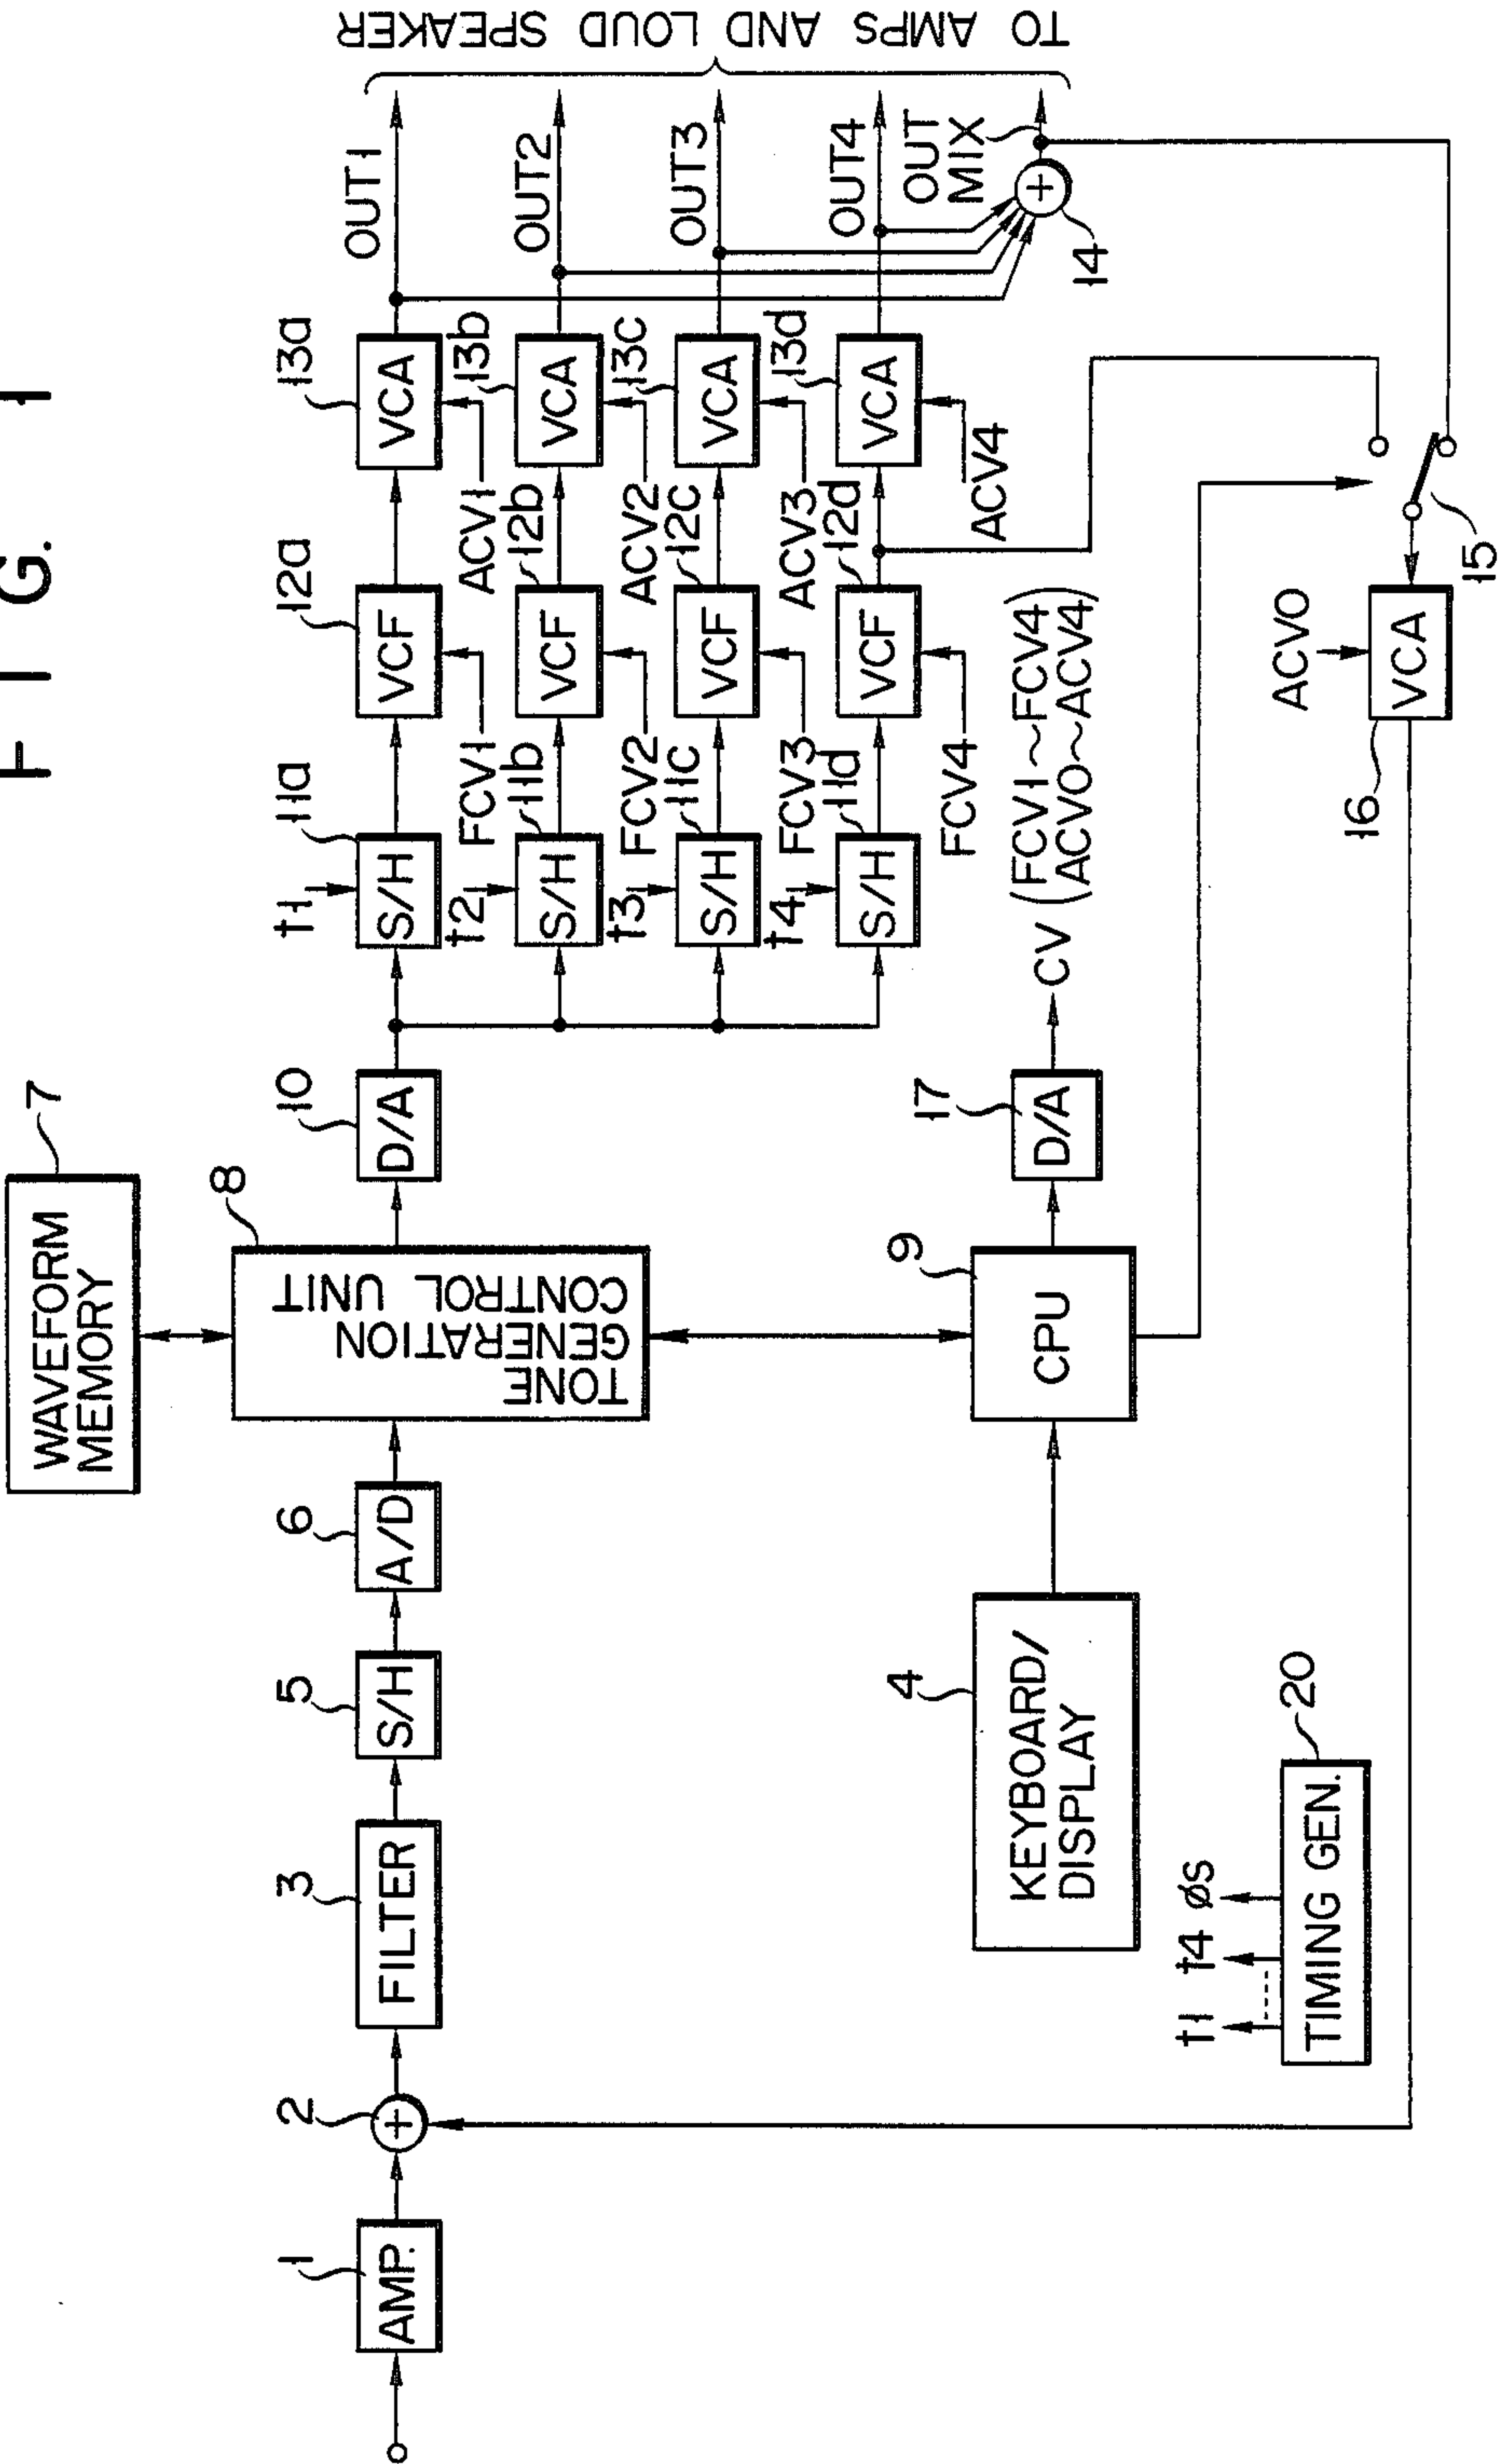 FIG. 1
WAVEFORM
MEMORY
7
1
AMP.
2
+
3
FILTER
5
S/H
6
A/D
8
TONE
GENERATION
CONTROL UNIT
10
D/A
t1
S/H
11a
FCV1
VCF
12a
ACV1
VCA
13a
OUT1
t2
S/H
11b
FCV2
VCF
12b
ACV2
VCA
13b
OUT2
t3
S/H
11c
FCV3
VCF
12c
ACV3
VCA
13c
OUT3
t4
S/H
11d
FCV4
VCF
12d
ACV4
VCA
13d
OUT4
OUT
MIX
+
14
TO AMPS AND LOUD SPEAKER
4
KEYBOARD/
DISPLAY
9
CPU
17
D/A
CV (FCV1~FCV4
ACV0~ACV4)
t1 t4 øs
TIMING GEN.
20
ACV0
VCA
16
15